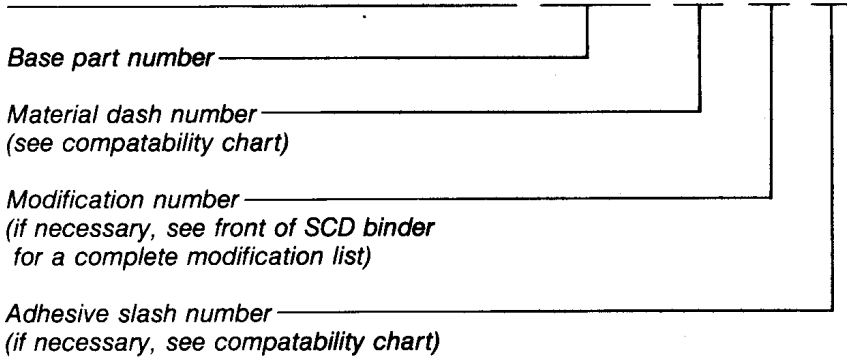 Base part number
Material dash number
(see compatability chart)
Modification number
(if necessary, see front of SCD binder
for a complete modification list)
Adhesive slash number
(if necessary, see compatability chart)